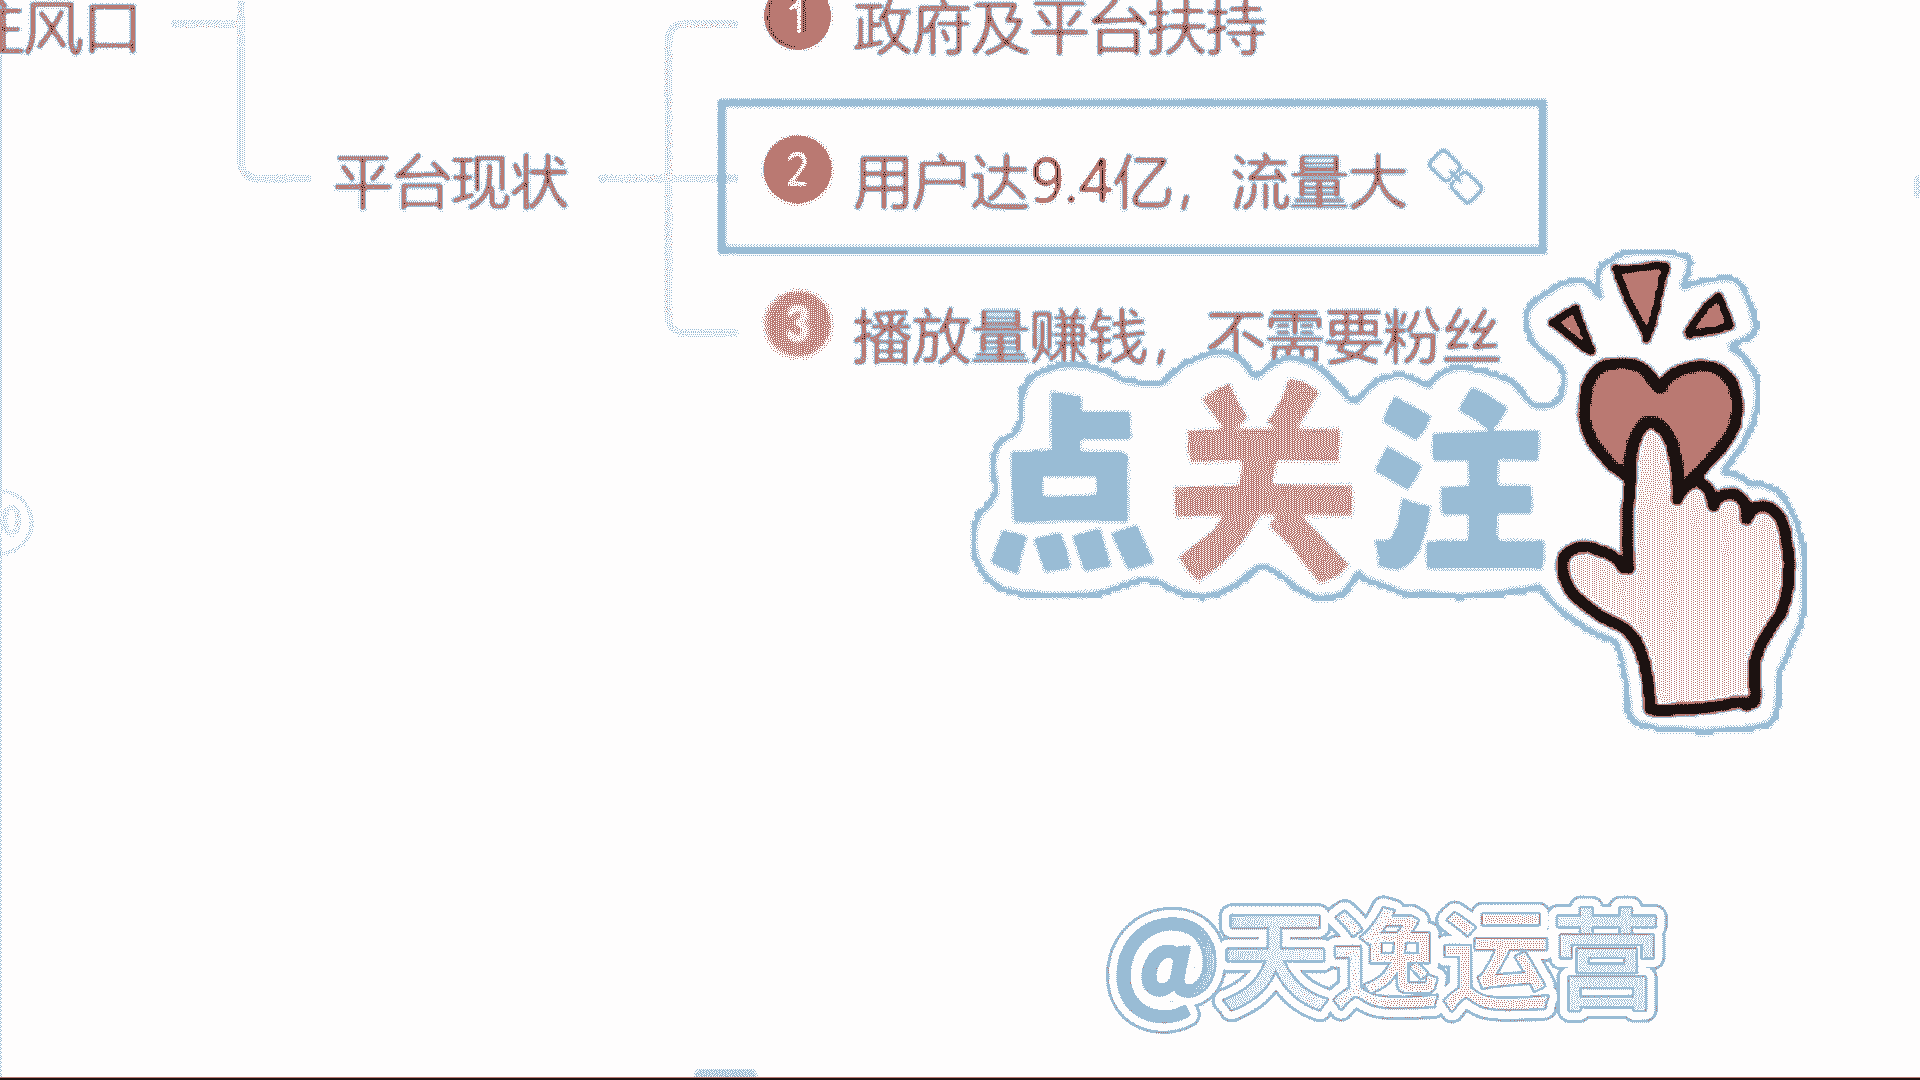 风口
1 政府及平台扶持
平台现状
2 用户达9.4亿，流量大
3 播放量赚钱，不需要粉丝
点关注
@天逸运营